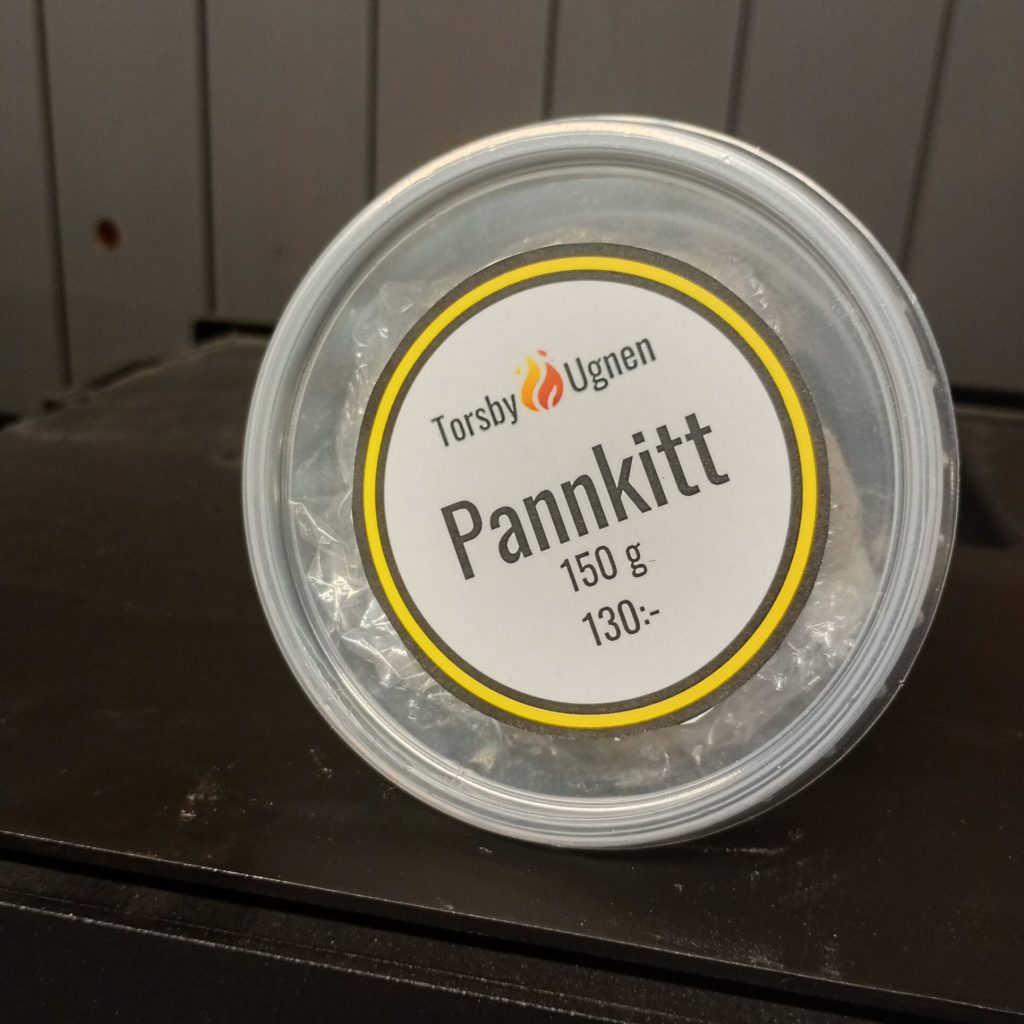 Torsby Ugnen
Pannkitt
150 g
130:-